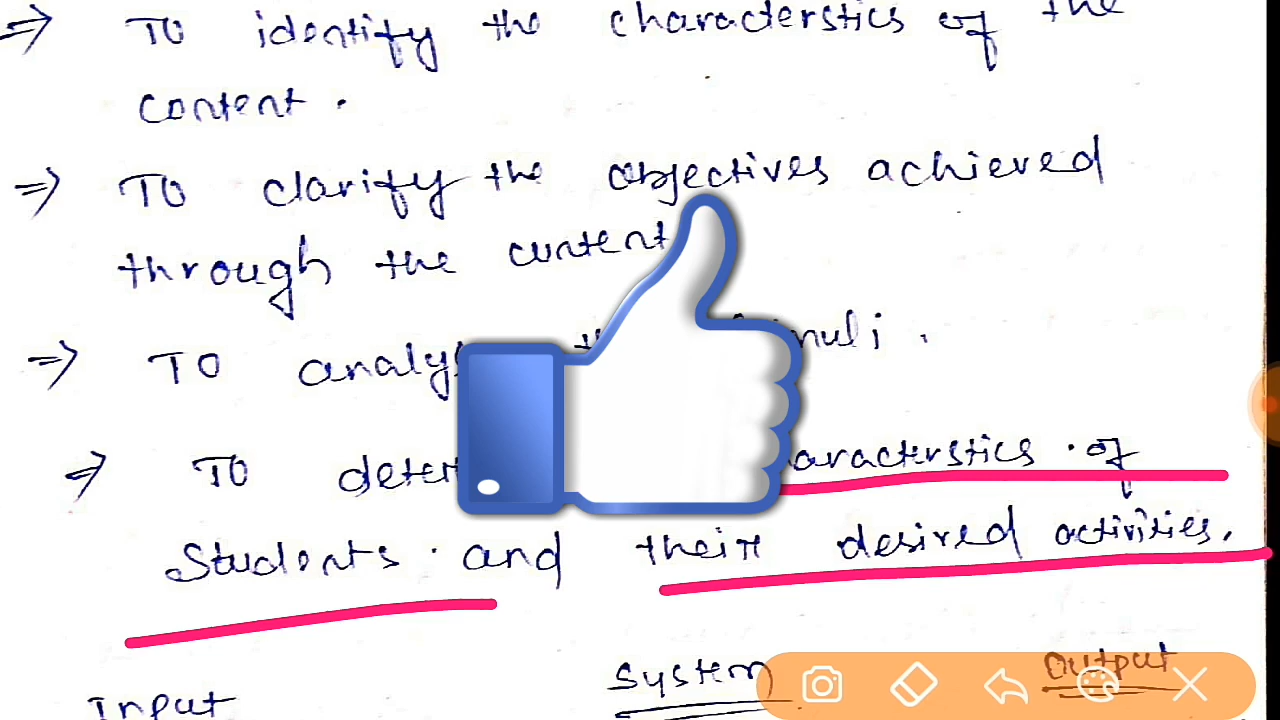 ⇒ To identify the characterstics of the
content.
⇒ To clarify the objectives achieved
through the content
⇒ To
⇒ To of
Students and their desired activities.
System Output
Input